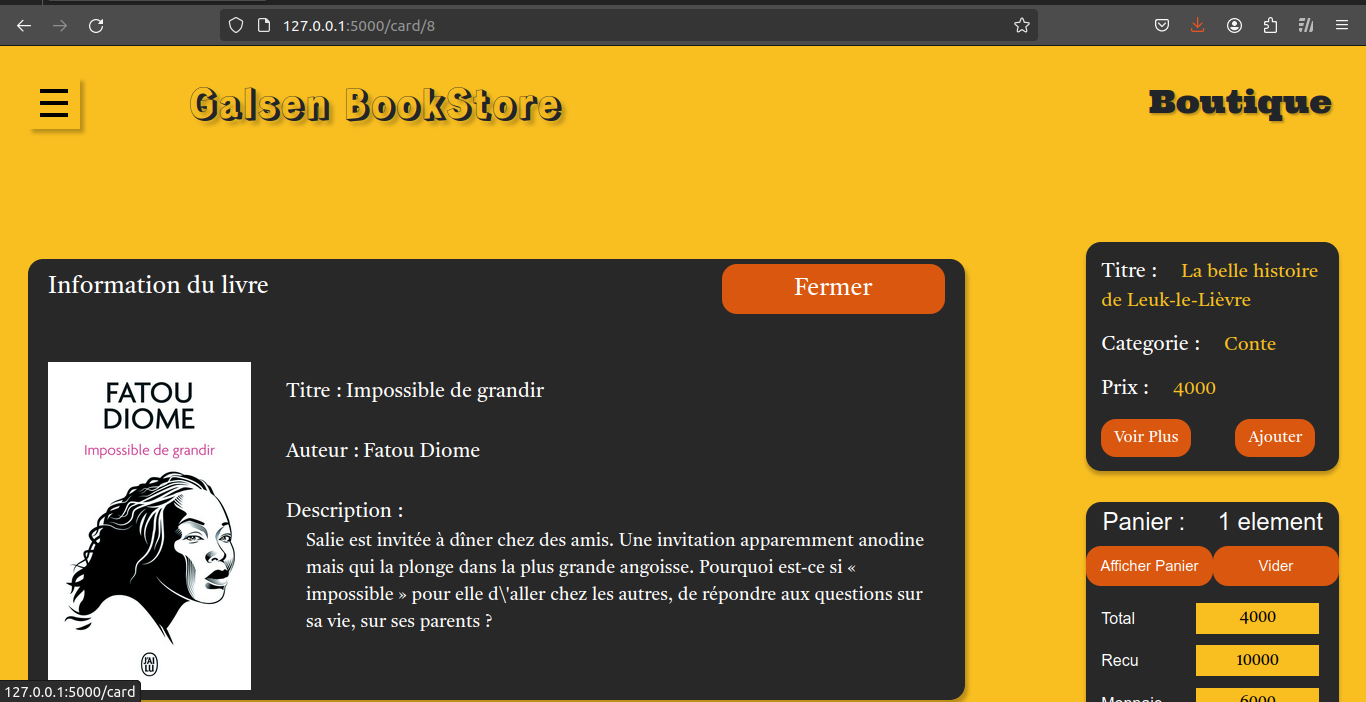 127.0.0.1:5000/card/8
Galsen BookStore
Boutique
Information du livre
Fermer
FATOU
DIOME
Impossible de grandir
J'AI
LU
Titre : Impossible de grandir
Auteur : Fatou Diome
Description :
Salie est invitée à dîner chez des amis. Une invitation apparemment anodine
mais qui la plonge dans la plus grande angoisse. Pourquoi est-ce si «
impossible » pour elle d\'aller chez les autres, de répondre aux questions sur
sa vie, sur ses parents ?
Titre : La belle histoire
de Leuk-le-Lièvre
Categorie : Conte
Prix : 4000
Voir Plus Ajouter
Panier : 1 element
Afficher Panier Vider
Total 4000
Recu 10000
Monnaie 6000
127.0.0.1:5000/card